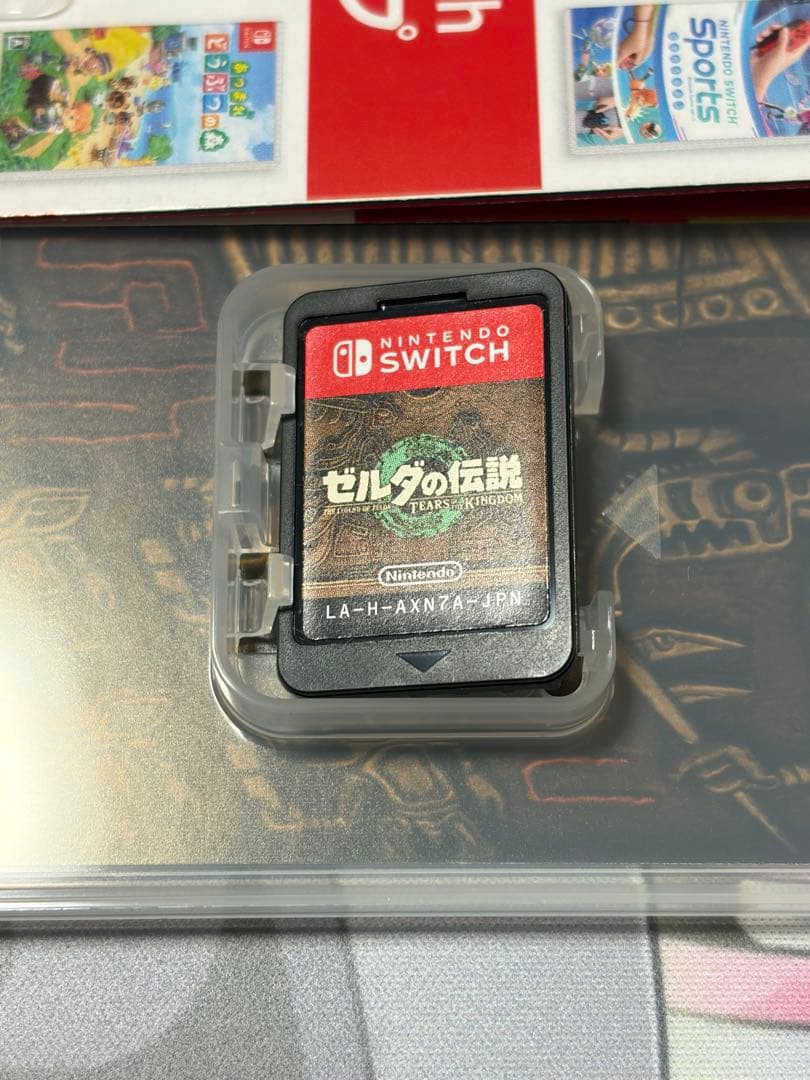 あつまれ
どうぶつの森
h
プ。
NINTENDO SWITCH
Sports
NINTENDO
SWITCH
ゼルダの伝説
THE LEGEND OF ZELDA
TEARS OF THE KINGDOM
Nintendo
LA-H-AXN7A-JPN